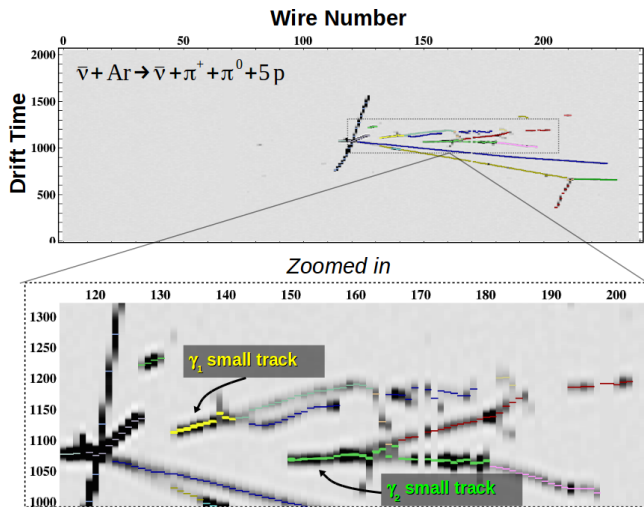 Wire Number
0 50 100 150 200
Drift Time
2000
1500
1000
500
0
ν̄ + Ar → ν̄ + π⁺ + π⁰ + 5 p
Zoomed in
120 130 140 150 160 170 180 190 200
1300
1250
1200
1150
1100
1050
1000
γ₁ small track
γ₂ small track